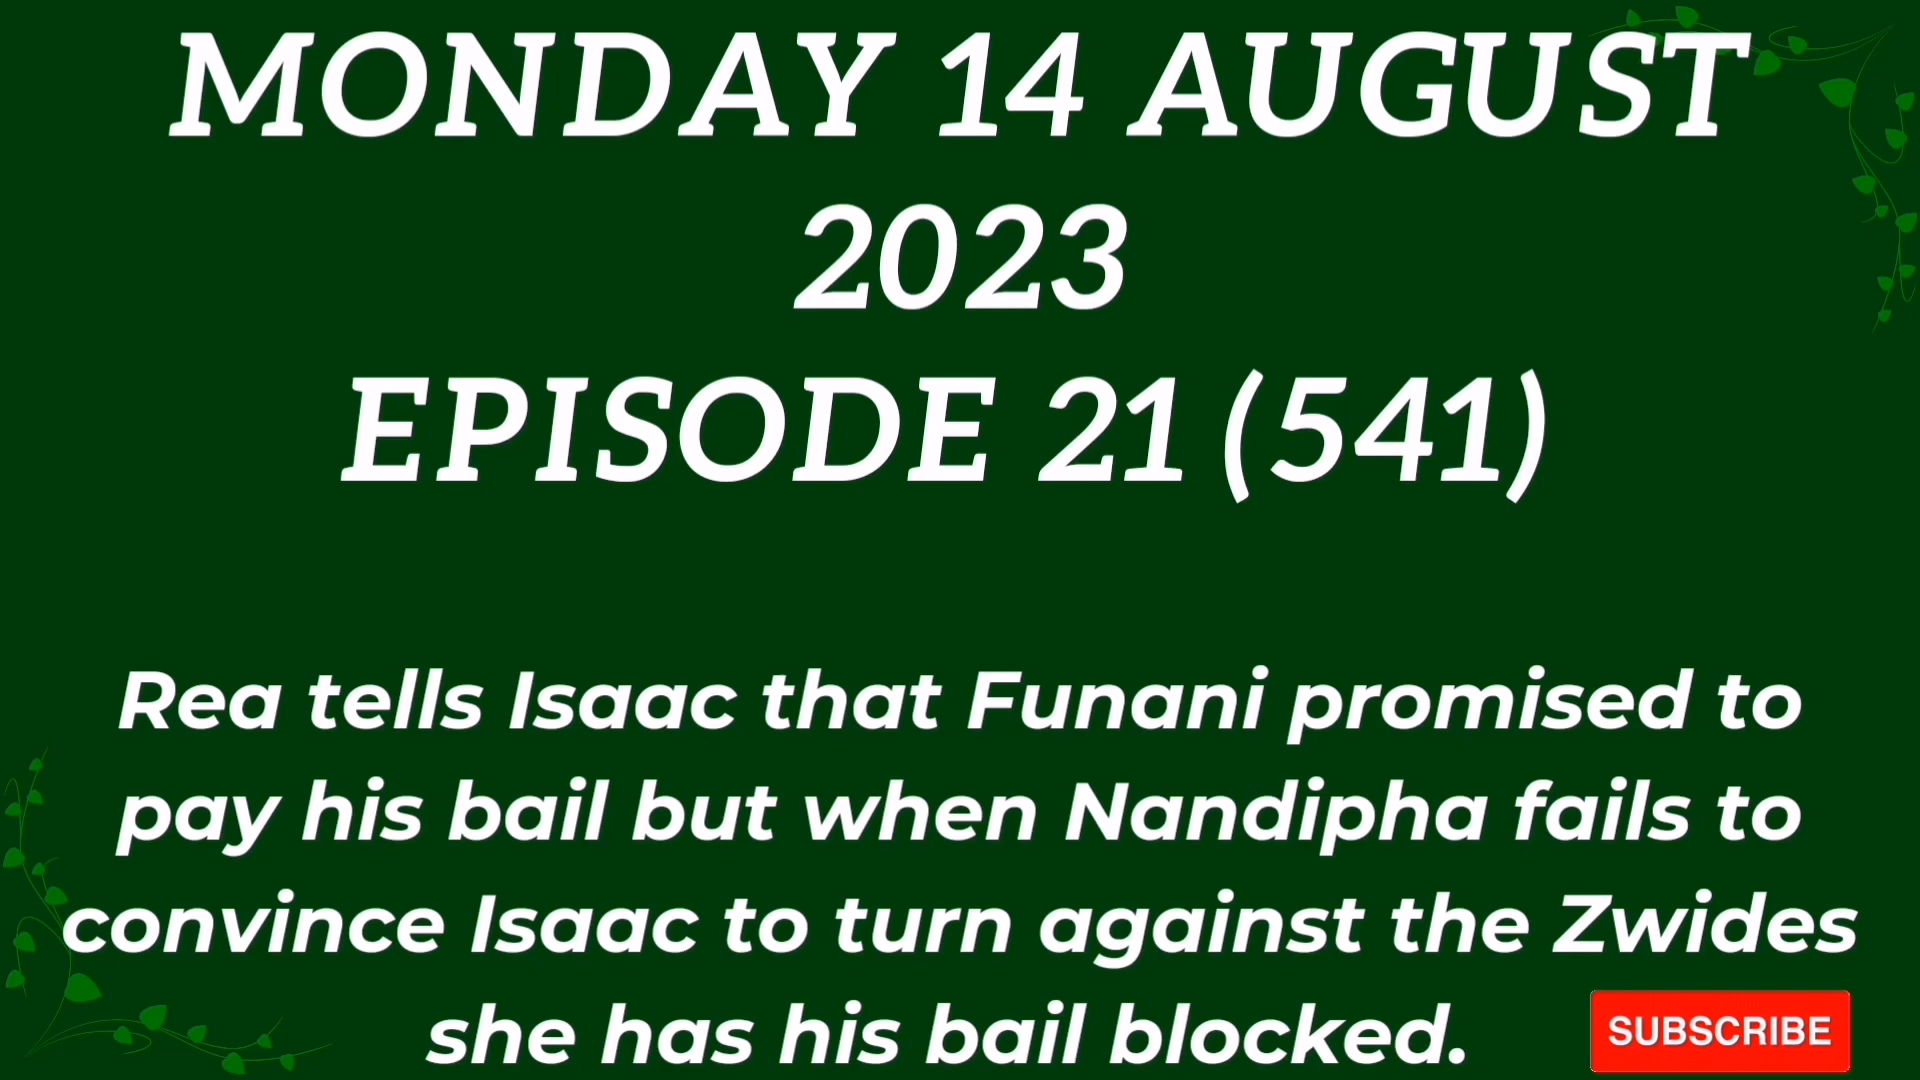 MONDAY 14 AUGUST
2023
EPISODE 21 (541)
Rea tells Isaac that Funani promised to
pay his bail but when Nandipha fails to
convince Isaac to turn against the Zwides
she has his bail blocked.
SUBSCRIBE